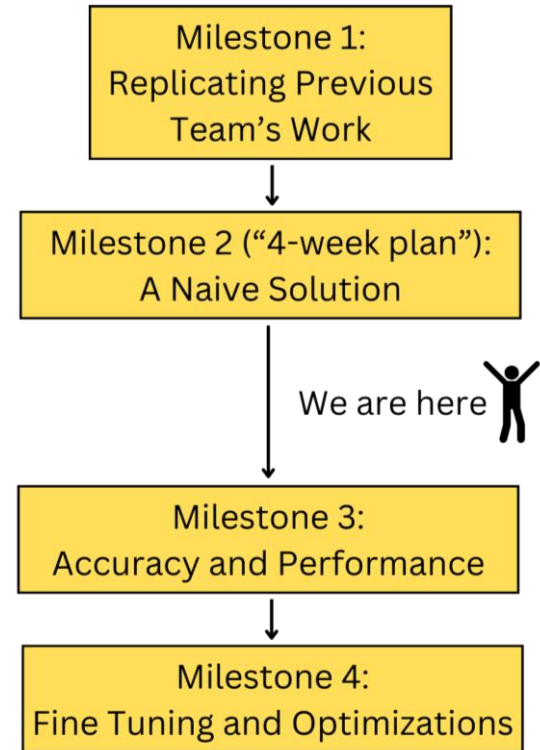 Milestone 1:
Replicating Previous
Team’s Work
Milestone 2 (“4-week plan”):
A Naive Solution
We are here
Milestone 3:
Accuracy and Performance
Milestone 4:
Fine Tuning and Optimizations